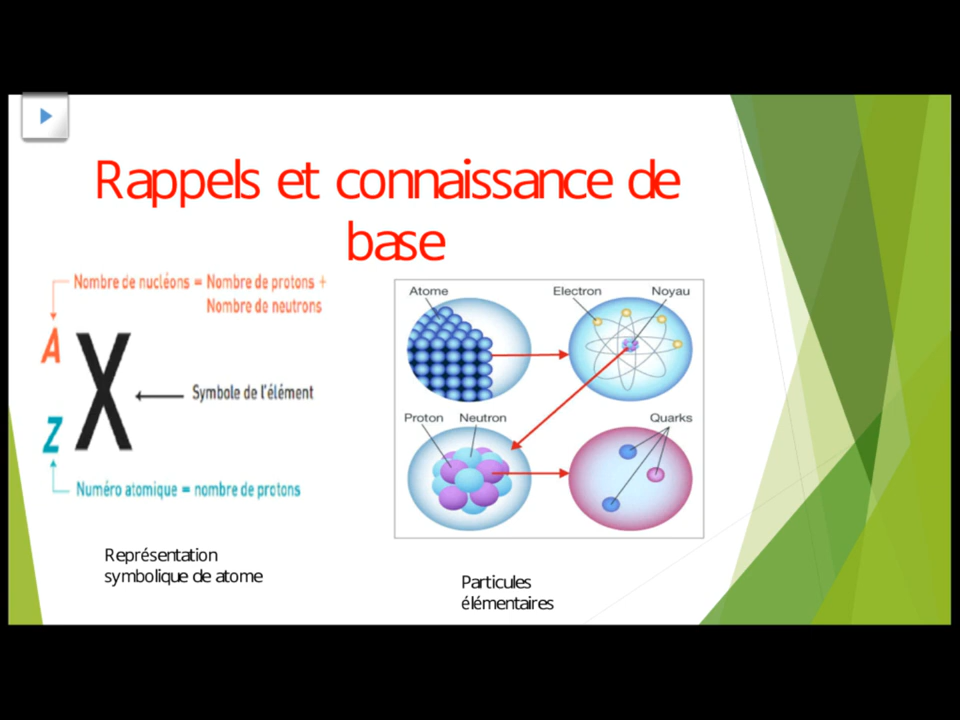 Rappels et connaissance de
base
Nombre de nucléons = Nombre de protons +
Nombre de neutrons
A
X
Symbole de l'élément
Z
Numéro atomique = nombre de protons
Représentation
symbolique de atome
Atome
Electron
Noyau
Proton
Neutron
Quarks
Particules
élémentaires